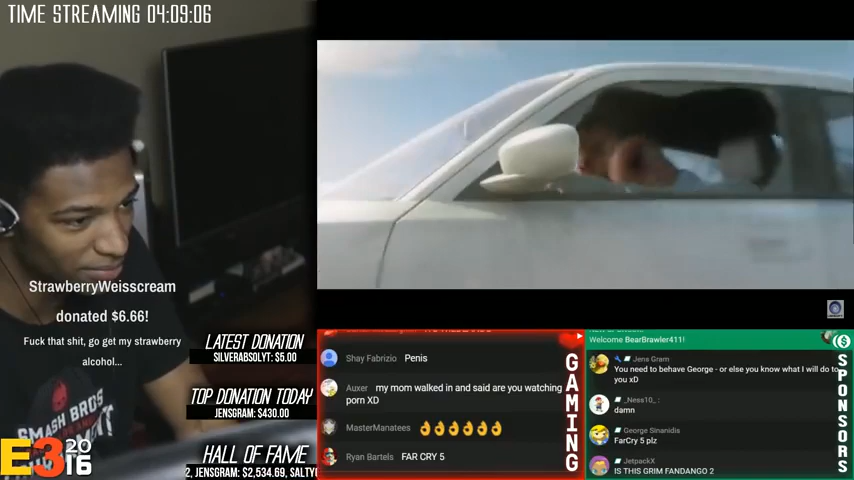 TIME STREAMING 04:09:06
StrawberryWeisscream
donated $6.66!
Fuck that shit, go get my strawberry
alcohol...
LATEST DONATION
SILVERABSOLYT: $5.00
TOP DONATION TODAY
JENSGRAM: $430.00
HALL OF FAME
2, JENSGRAM: $2,534.69, SALTY
SMASH BROS
E3 2016
Shay Fabrizio Penis
Auxer my mom walked in and said are you watching
porn XD
MasterManatees 👌👌👌👌👌👌
Ryan Bartels FAR CRY 5
GAMING
Welcome BearBrawler411!
Jens Gram
You need to behave George - or else you know what I will do to
you xD
_Ness10_ :
damn
George Sinanidis
FarCry 5 plz
JetpackX
IS THIS GRIM FANDANGO 2
SPONSORS